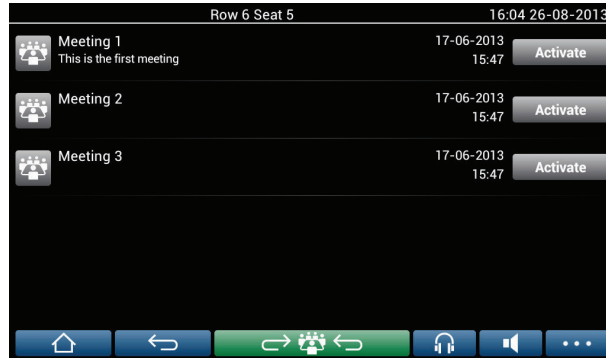 Row 6 Seat 5 16:04 26-08-2013
Meeting 1 17-06-2013
This is the first meeting 15:47 Activate
Meeting 2 17-06-2013
15:47 Activate
Meeting 3 17-06-2013
15:47 Activate